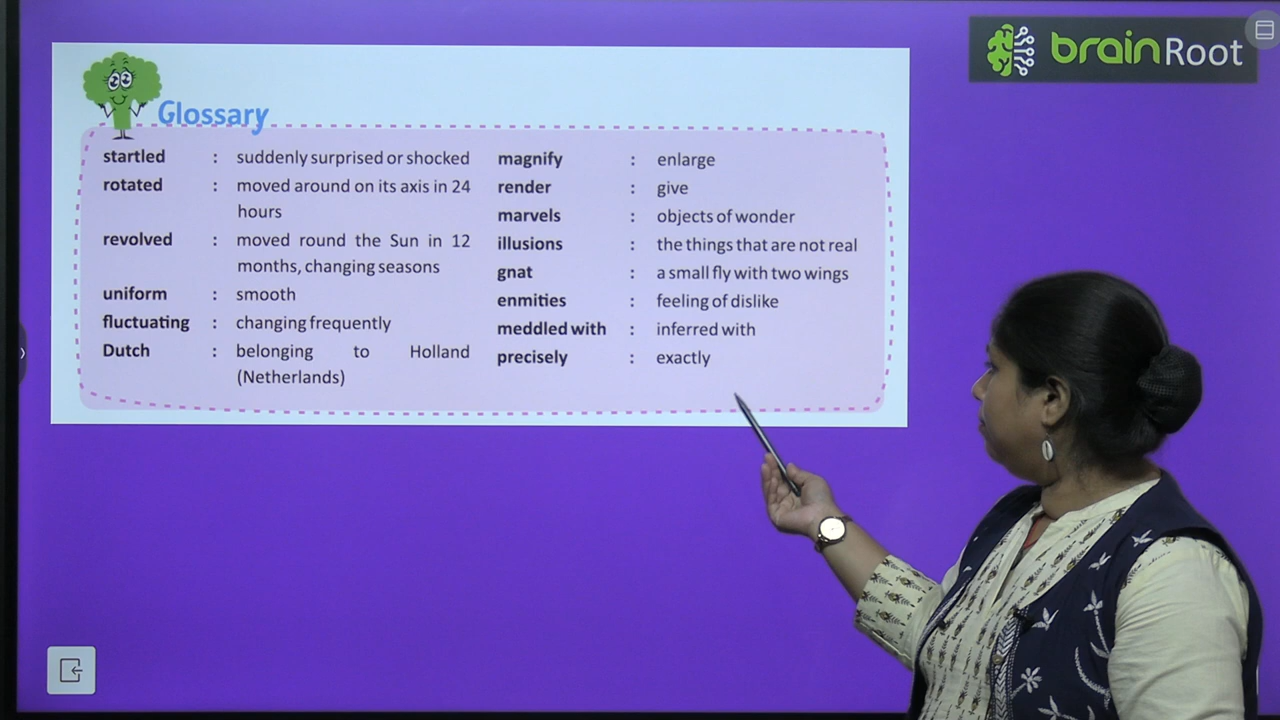 brainRoot
Glossary
startled : suddenly surprised or shocked
rotated : moved around on its axis in 24
hours
revolved : moved round the Sun in 12
months, changing seasons
uniform : smooth
fluctuating : changing frequently
Dutch : belonging to Holland
(Netherlands)
magnify : enlarge
render : give
marvels : objects of wonder
illusions : the things that are not real
gnat : a small fly with two wings
enmities : feeling of dislike
meddled with : inferred with
precisely : exactly